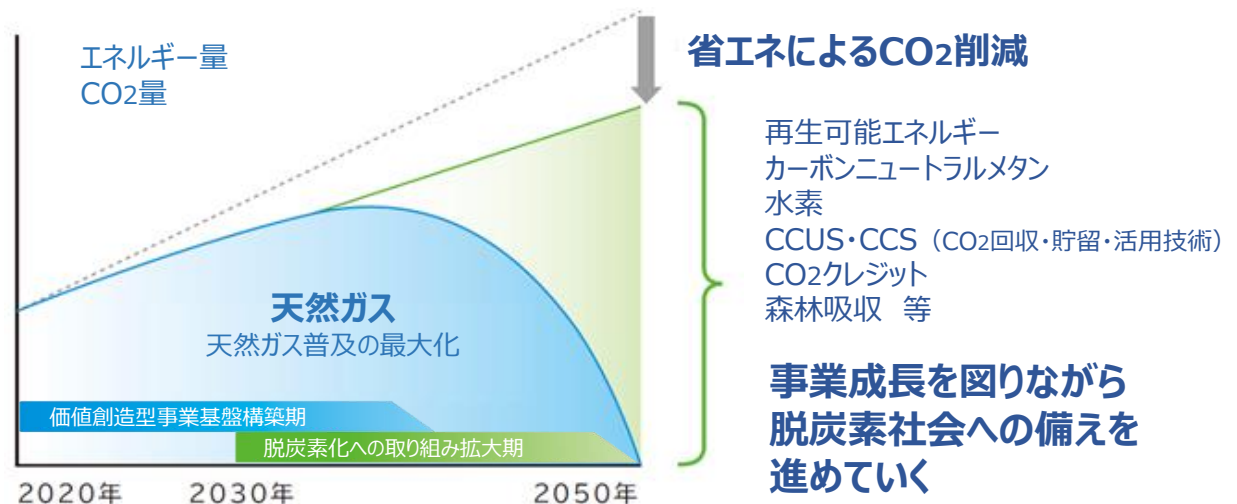 エネルギー量
CO2量
省エネによるCO2削減
再生可能エネルギー
カーボンニュートラルメタン
水素
CCUS・CCS（CO2回収・貯留・活用技術）
CO2クレジット
森林吸収　等
天然ガス
天然ガス普及の最大化
事業成長を図りながら
脱炭素社会への備えを
進めていく
価値創造型事業基盤構築期
脱炭素化への取り組み拡大期
2020年　2030年　2050年